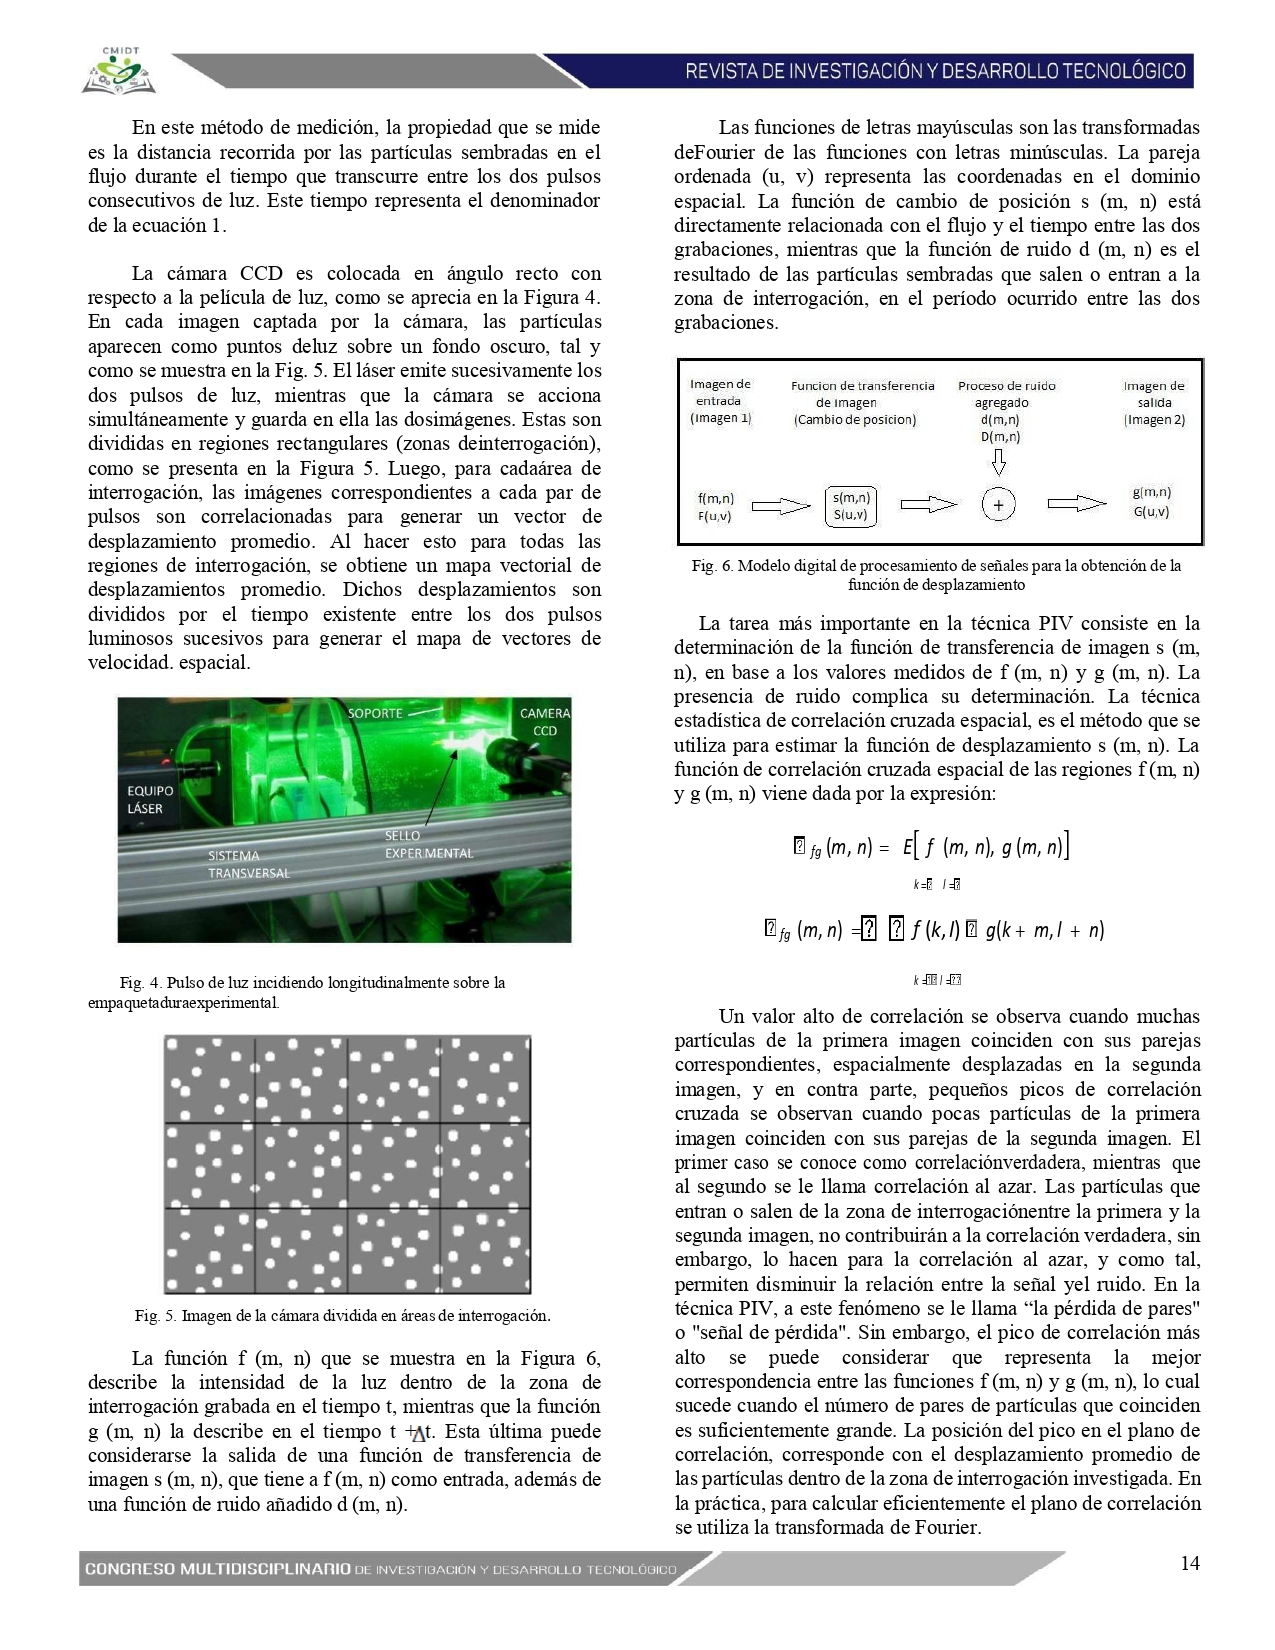 CMIDT
REVISTA DE INVESTIGACIÓN Y DESARROLLO TECNOLÓGICO
En este método de medición, la propiedad que se mide
es la distancia recorrida por las partículas sembradas en el
flujo durante el tiempo que transcurre entre los dos pulsos
consecutivos de luz. Este tiempo representa el denominador
de la ecuación 1.
La cámara CCD es colocada en ángulo recto con
respecto a la película de luz, como se aprecia en la Figura 4.
En cada imagen captada por la cámara, las partículas
aparecen como puntos deluz sobre un fondo oscuro, tal y
como se muestra en la Fig. 5. El láser emite sucesivamente los
dos pulsos de luz, mientras que la cámara se acciona
simultáneamente y guarda en ella las dosimágenes. Estas son
divididas en regiones rectangulares (zonas deinterrogación),
como se presenta en la Figura 5. Luego, para cadaárea de
interrogación, las imágenes correspondientes a cada par de
pulsos son correlacionadas para generar un vector de
desplazamiento promedio. Al hacer esto para todas las
regiones de interrogación, se obtiene un mapa vectorial de
desplazamientos promedio. Dichos desplazamientos son
divididos por el tiempo existente entre los dos pulsos
luminosos sucesivos para generar el mapa de vectores de
velocidad. espacial.
SOPORTE
CAMERA
CCD
EQUIPO
LÁSER
SELLO
EXPERIMENTAL
SISTEMA
TRANSVERSAL
Fig. 4. Pulso de luz incidiendo longitudinalmente sobre la
empaquetaduraexperimental.
Fig. 5. Imagen de la cámara dividida en áreas de interrogación.
La función f (m, n) que se muestra en la Figura 6,
describe la intensidad de la luz dentro de la zona de
interrogación grabada en el tiempo t, mientras que la función
g (m, n) la describe en el tiempo t +Δt. Esta última puede
considerarse la salida de una función de transferencia de
imagen s (m, n), que tiene a f (m, n) como entrada, además de
una función de ruido añadido d (m, n).
Las funciones de letras mayúsculas son las transformadas
deFourier de las funciones con letras minúsculas. La pareja
ordenada (u, v) representa las coordenadas en el dominio
espacial. La función de cambio de posición s (m, n) está
directamente relacionada con el flujo y el tiempo entre las dos
grabaciones, mientras que la función de ruido d (m, n) es el
resultado de las partículas sembradas que salen o entran a la
zona de interrogación, en el período ocurrido entre las dos
grabaciones.
Imagen de
entrada
(Imagen 1)
Funcion de transferencia
de imagen
(Cambio de posicion)
Proceso de ruido
agregado
d(m,n)
D(m,n)
Imagen de
salida
(Imagen 2)
f(m,n)
F(u,v)
s(m,n)
S(u,v)
+
g(m,n)
G(u,v)
Fig. 6. Modelo digital de procesamiento de señales para la obtención de la
función de desplazamiento
La tarea más importante en la técnica PIV consiste en la
determinación de la función de transferencia de imagen s (m,
n), en base a los valores medidos de f (m, n) y g (m, n). La
presencia de ruido complica su determinación. La técnica
estadística de correlación cruzada espacial, es el método que se
utiliza para estimar la función de desplazamiento s (m, n). La
función de correlación cruzada espacial de las regiones f (m, n)
y g (m, n) viene dada por la expresión:
⍰ fg (m, n) = E[ f (m, n), g (m, n)]
k =⍰ l =⍰
⍰ fg (m, n) =⍰ ⍰ f (k, l) ⍰ g(k + m, l + n)
k =⍰⍰ l =⍰⍰
Un valor alto de correlación se observa cuando muchas
partículas de la primera imagen coinciden con sus parejas
correspondientes, espacialmente desplazadas en la segunda
imagen, y en contra parte, pequeños picos de correlación
cruzada se observan cuando pocas partículas de la primera
imagen coinciden con sus parejas de la segunda imagen. El
primer caso se conoce como correlaciónverdadera, mientras que
al segundo se le llama correlación al azar. Las partículas que
entran o salen de la zona de interrogaciónentre la primera y la
segunda imagen, no contribuirán a la correlación verdadera, sin
embargo, lo hacen para la correlación al azar, y como tal,
permiten disminuir la relación entre la señal yel ruido. En la
técnica PIV, a este fenómeno se le llama “la pérdida de pares"
o "señal de pérdida". Sin embargo, el pico de correlación más
alto se puede considerar que representa la mejor
correspondencia entre las funciones f (m, n) y g (m, n), lo cual
sucede cuando el número de pares de partículas que coinciden
es suficientemente grande. La posición del pico en el plano de
correlación, corresponde con el desplazamiento promedio de
las partículas dentro de la zona de interrogación investigada. En
la práctica, para calcular eficientemente el plano de correlación
se utiliza la transformada de Fourier.
CONGRESO MULTIDISCIPLINARIO DE INVESTIGACIÓN Y DESARROLLO TECNOLÓGICO
14